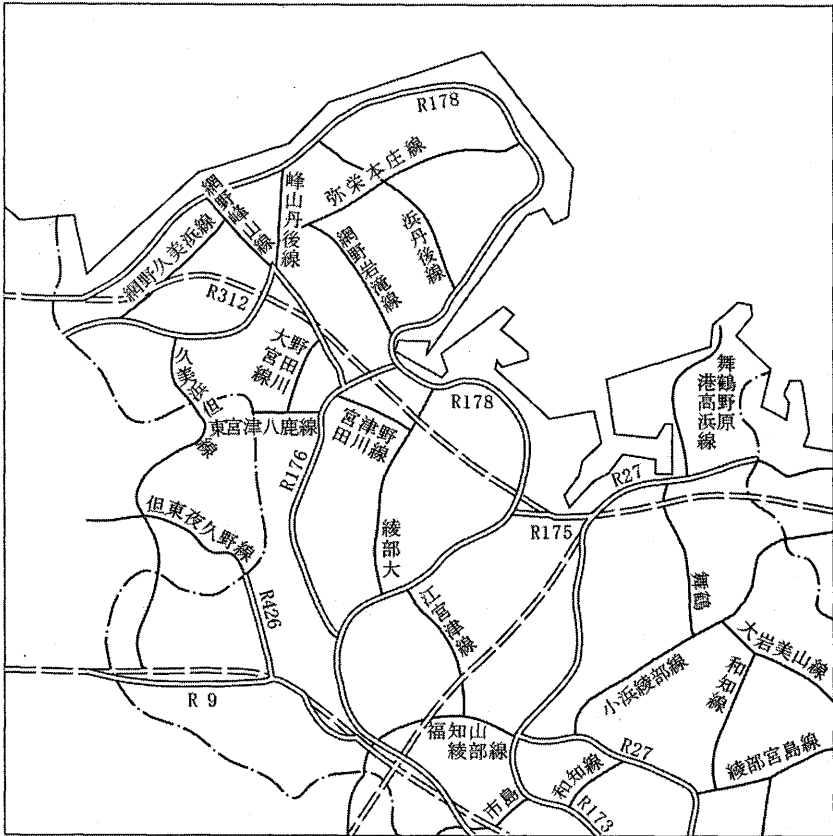 R178
弥栄本庄線
網野峰山線
峰山丹後線
網野岩滝線
浜丹後線
網野久美浜線
R312
大宮線
野田川
久美浜但東線
宮津八鹿線
宮津野
田川線
R178
舞鶴野原
港高浜線
R176
R27
R175
但東夜久野線
綾部大
江宮津線
舞鶴
R426
大岩美山線
小浜綾部線
和知線
R 9
福知山
綾部線
R27
綾部宮島線
市島
和知線
R173